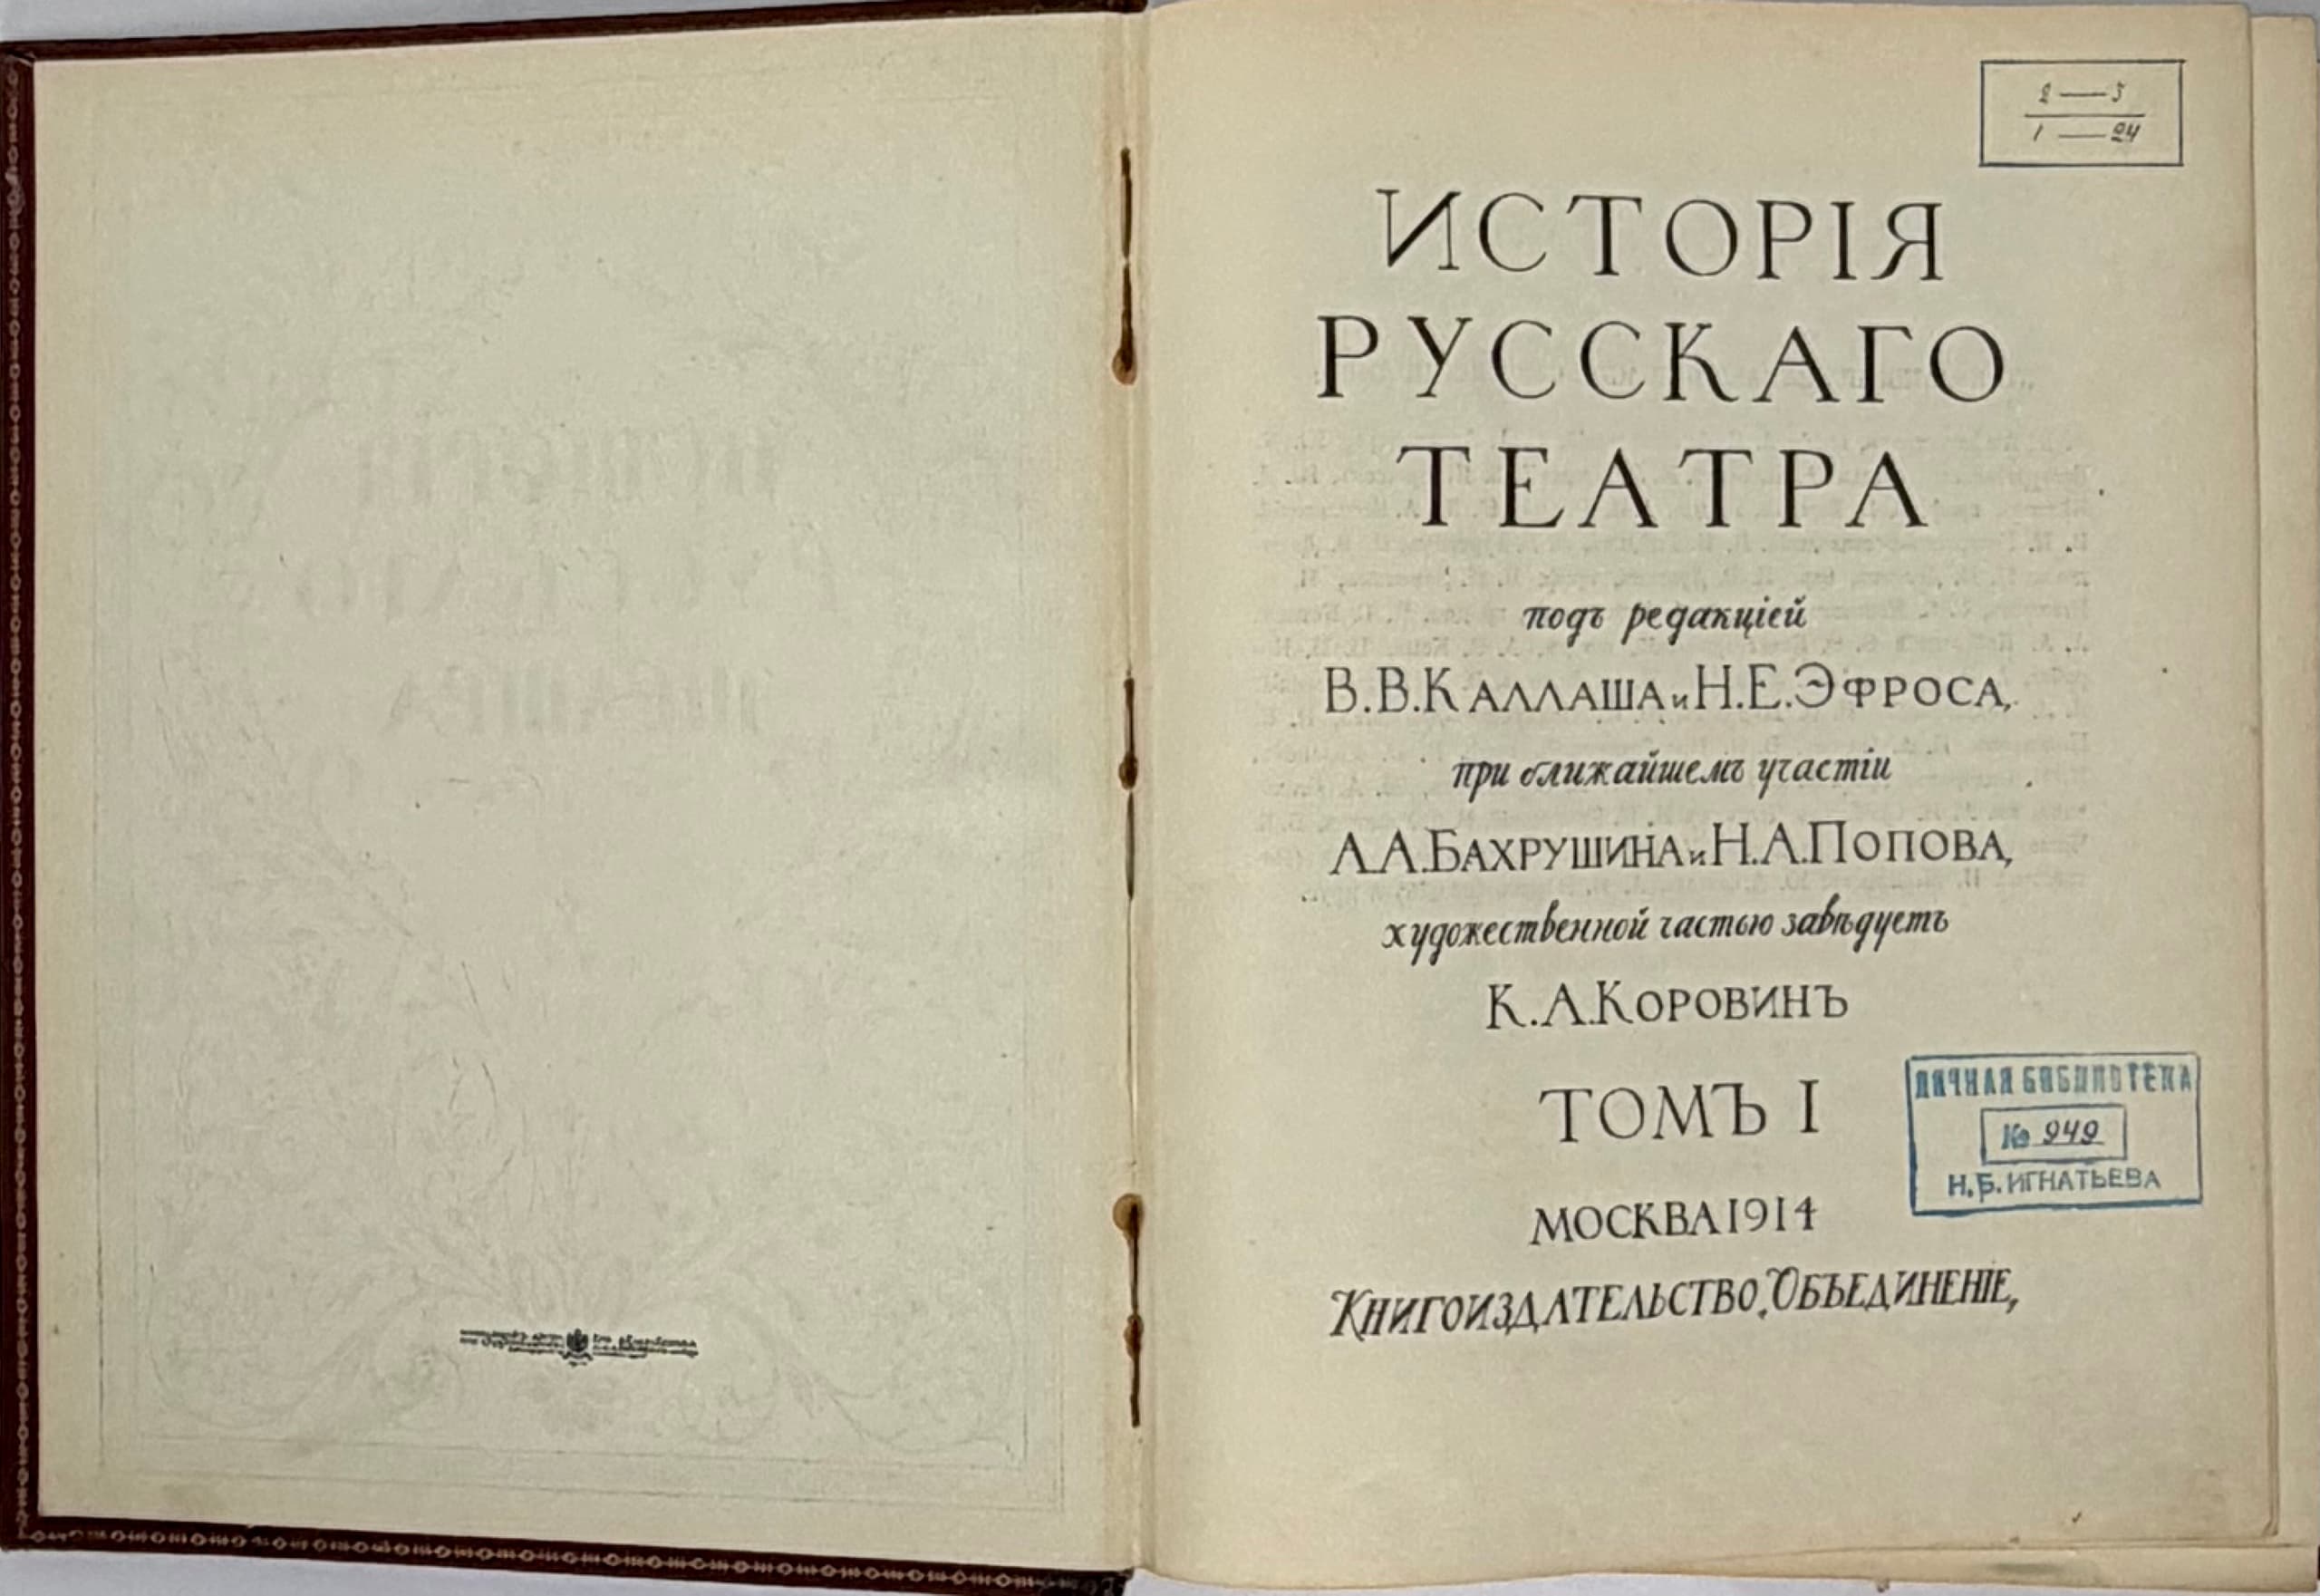 2 — 5
1 — 24
ИСТОРІЯ
РУССКАГО
ТЕАТРА
подъ редакціей
В.В.КАЛЛАША и Н.Е.ЭФРОСА,
при ближайшемъ участіи
А.А.БАХРУШИНА и Н.А.ПОПОВА,
художественной частью завѣдуетъ
К.А.КОРОВИНЪ
ТОМЪ I
ЛИЧНАЯ БИБЛИОТЕКА
№ 949
Н.Б.ИГНАТЬЕВА
МОСКВА 1914
КНИГОИЗДАТЕЛЬСТВО „ОБЪЕДИНЕНІЕ„